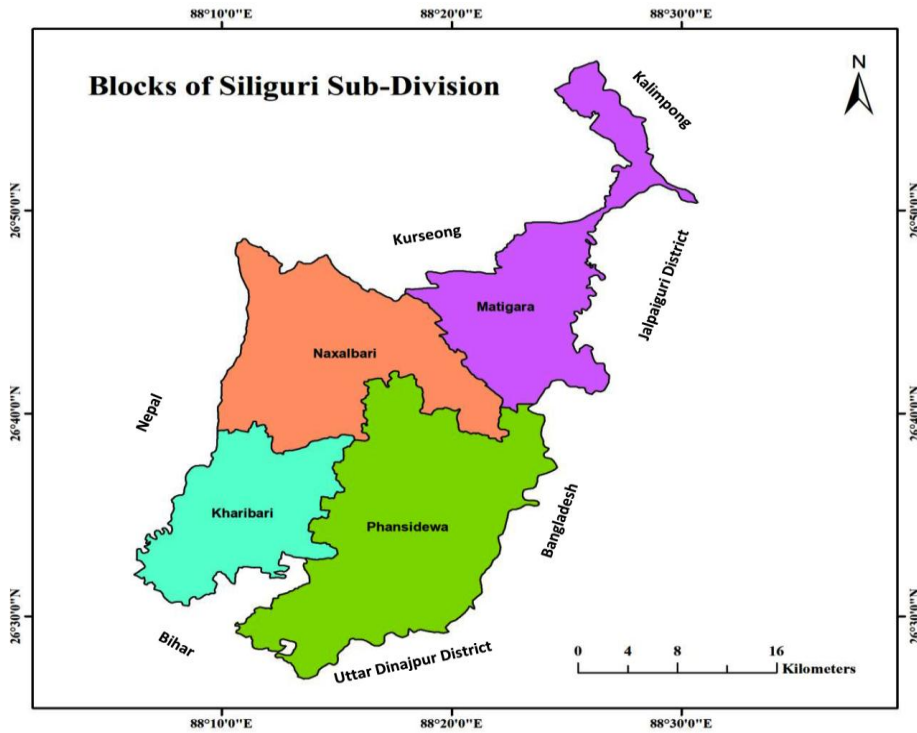 88°10'0"E 88°20'0"E 88°30'0"E
Blocks of Siliguri Sub-Division
N
Kalimpong
26°50'0"N 26°50'0"N
Kurseong
Jalpaiguri District
Matigara
Naxalbari
Nepal
26°40'0"N 26°40'0"N
Kharibari
Phansidewa
Bangladesh
26°30'0"N 26°30'0"N
Bihar
Uttar Dinajpur District
0 4 8 16
Kilometers
88°10'0"E 88°20'0"E 88°30'0"E